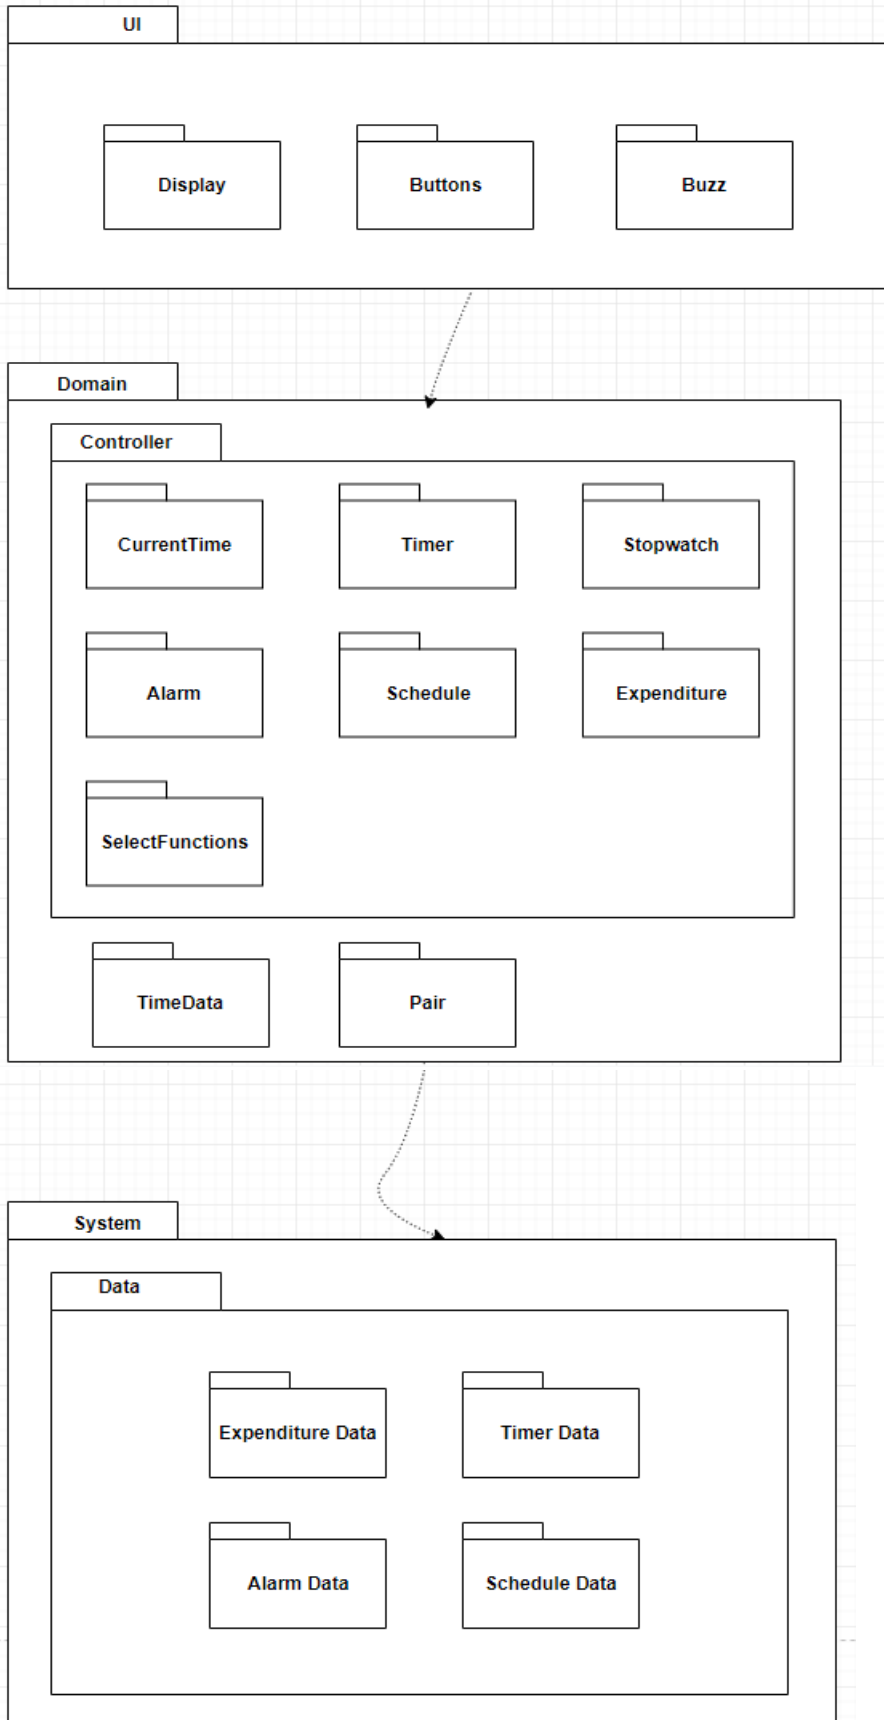 UI
Display
Buttons
Buzz
Domain
Controller
CurrentTime
Timer
Stopwatch
Alarm
Schedule
Expenditure
SelectFunctions
TimeData
Pair
System
Data
Expenditure Data
Timer Data
Alarm Data
Schedule Data